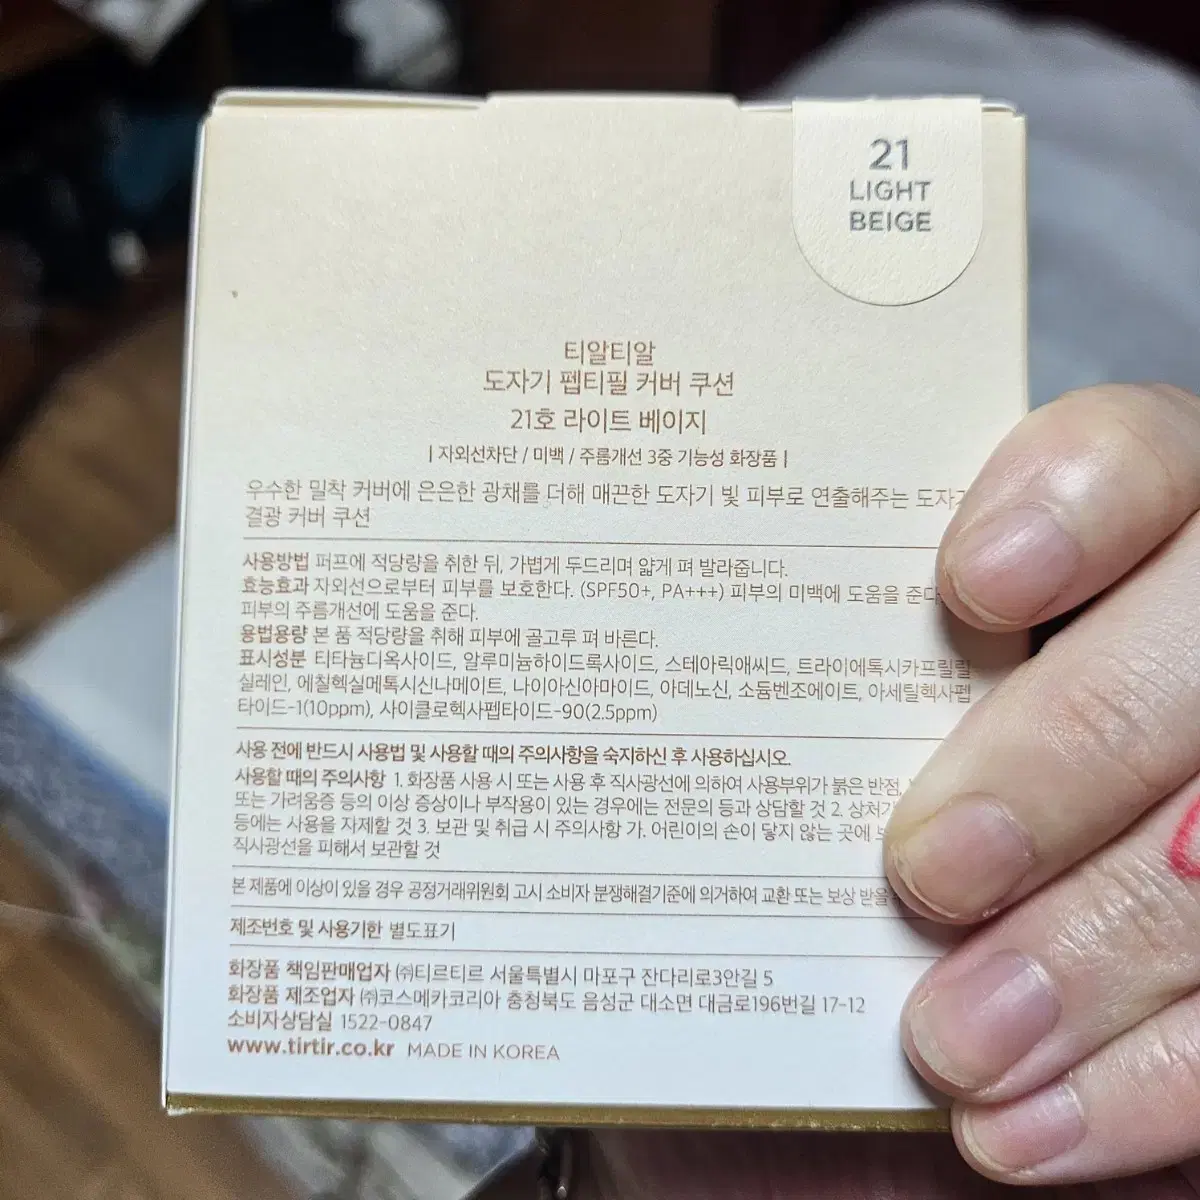 21
LIGHT
BEIGE
티알티알
도자기 펩티필 커버 쿠션
21호 라이트 베이지
| 자외선차단 / 미백 / 주름개선 3중 기능성 화장품 |
우수한 밀착 커버에 은은한 광채를 더해 매끈한 도자기 빛 피부로 연출해주는 도자기
결광 커버 쿠션
사용방법 퍼프에 적당량을 취한 뒤, 가볍게 두드리며 얇게 펴 발라줍니다.
효능효과 자외선으로부터 피부를 보호한다. (SPF50+, PA+++) 피부의 미백에 도움을 준다.
피부의 주름개선에 도움을 준다.
용법용량 본 품 적당량을 취해 피부에 골고루 펴 바른다.
표시성분 티타늄디옥사이드, 알루미늄하이드록사이드, 스테아릭애씨드, 트라이에톡시카프릴릴
실레인, 에칠헥실메톡시신나메이트, 나이아신아마이드, 아데노신, 소듐벤조에이트, 아세틸헥사펩
타이드-1(10ppm), 사이클로헥사펩타이드-90(2.5ppm)
사용 전에 반드시 사용법 및 사용할 때의 주의사항을 숙지하신 후 사용하십시오.
사용할 때의 주의사항 1. 화장품 사용 시 또는 사용 후 직사광선에 의하여 사용부위가 붉은 반점,
또는 가려움증 등의 이상 증상이나 부작용이 있는 경우에는 전문의 등과 상담할 것 2.
등에는 사용을 자제할 것 3. 보관 및 취급 시 주의사항 가. 어린이의 손이 닿지 않는 곳에
직사광선을 피해서 보관할 것
본 제품에 이상이 있을 경우 공정거래위원회 고시 소비자 분쟁해결기준에 의거하여 교환 또는 보상 받을
제조번호 및 사용기한 별도표기
화장품 책임판매업자 ㈜티르티르 서울특별시 마포구 잔다리로3안길 5
화장품 제조업자 ㈜코스메카코리아 충청북도 음성군 대소면 대금로196번길 17-12
소비자상담실 1522-0847
www.tirtir.co.kr MADE IN KOREA